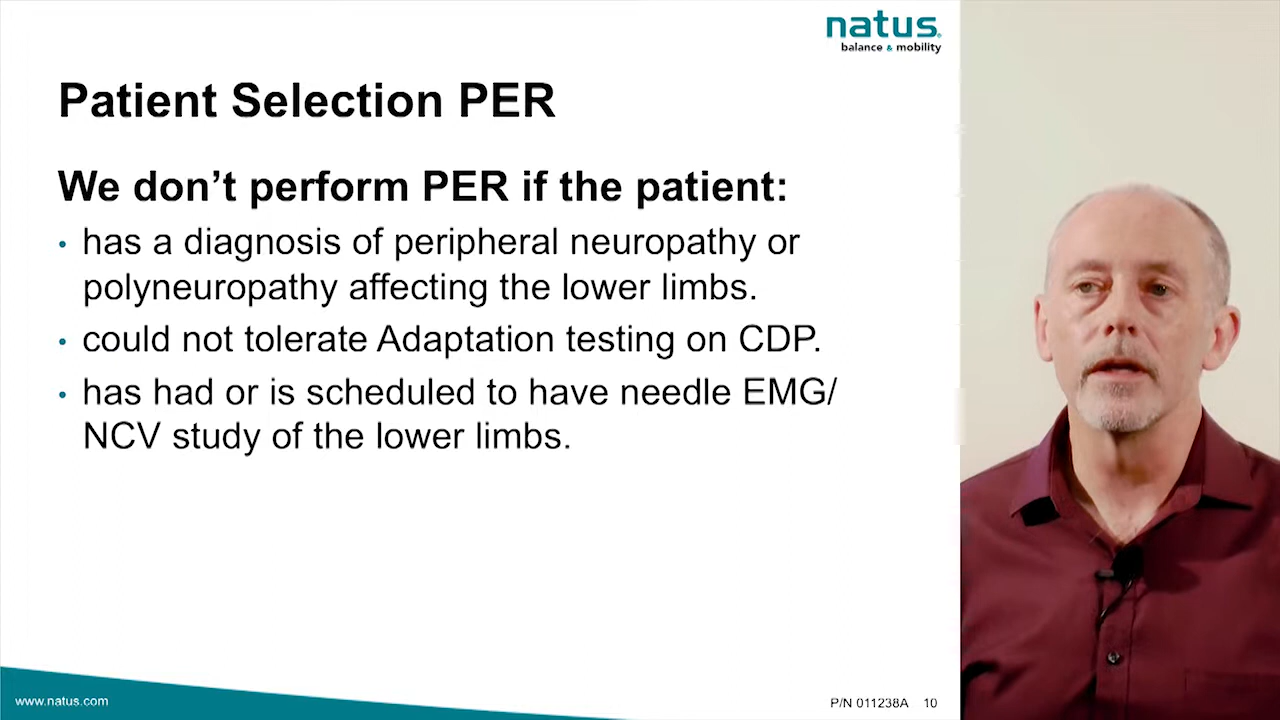 natus®
balance & mobility
Patient Selection PER
We don’t perform PER if the patient:
• has a diagnosis of peripheral neuropathy or
polyneuropathy affecting the lower limbs.
• could not tolerate Adaptation testing on CDP.
• has had or is scheduled to have needle EMG/
NCV study of the lower limbs.
www.natus.com
P/N 011238A 10